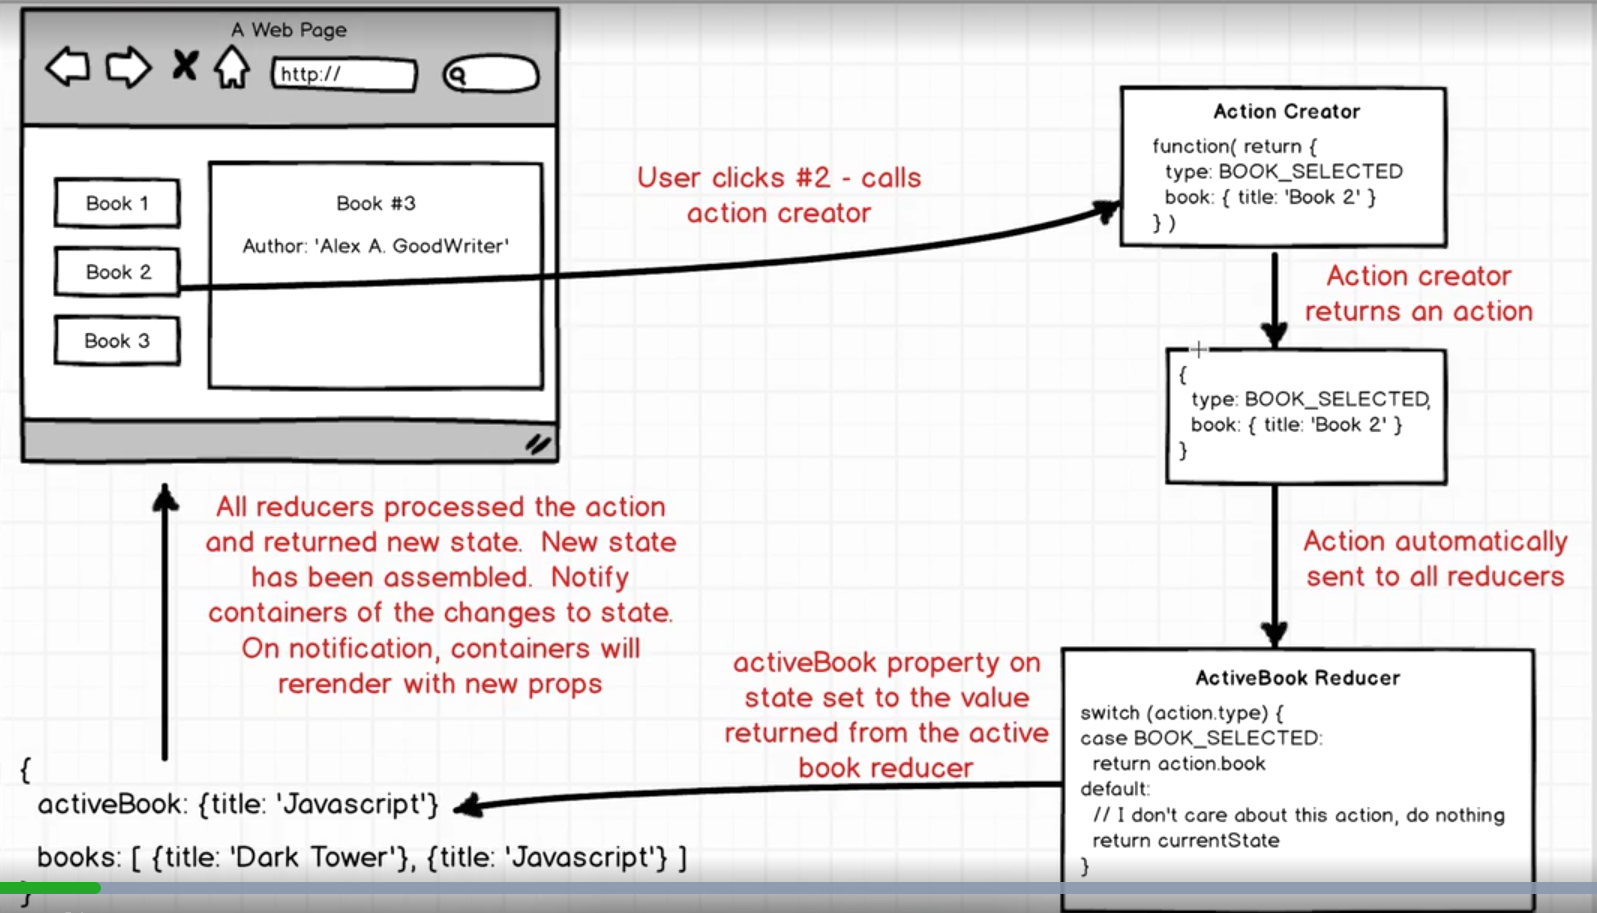 A Web Page
http://
Book 1
Book 2
Book 3
Book #3
Author: 'Alex A. GoodWriter'
User clicks #2 - calls
action creator
Action Creator
function( return {
type: BOOK_SELECTED
book: { title: 'Book 2' }
} )
Action creator
returns an action
{
type: BOOK_SELECTED,
book: { title: 'Book 2' }
}
Action automatically
sent to all reducers
ActiveBook Reducer
switch (action.type) {
case BOOK_SELECTED:
return action.book
default:
// I don't care about this action, do nothing
return currentState
}
activeBook property on
state set to the value
returned from the active
book reducer
All reducers processed the action
and returned new state. New state
has been assembled. Notify
containers of the changes to state.
On notification, containers will
rerender with new props
{
activeBook: {title: 'Javascript'}
books: [ {title: 'Dark Tower'}, {title: 'Javascript'} ]
}